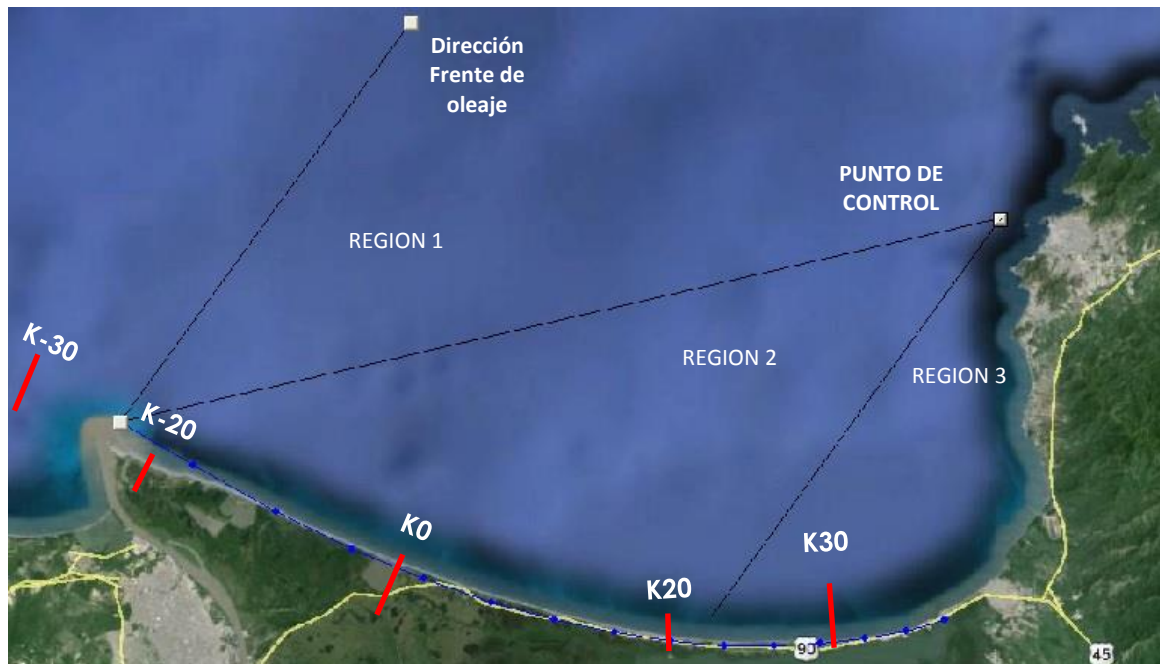 Dirección
Frente de
oleaje
PUNTO DE
CONTROL
REGION 1
K-30
REGION 2
REGION 3
K-20
K0
K30
K20
90
45